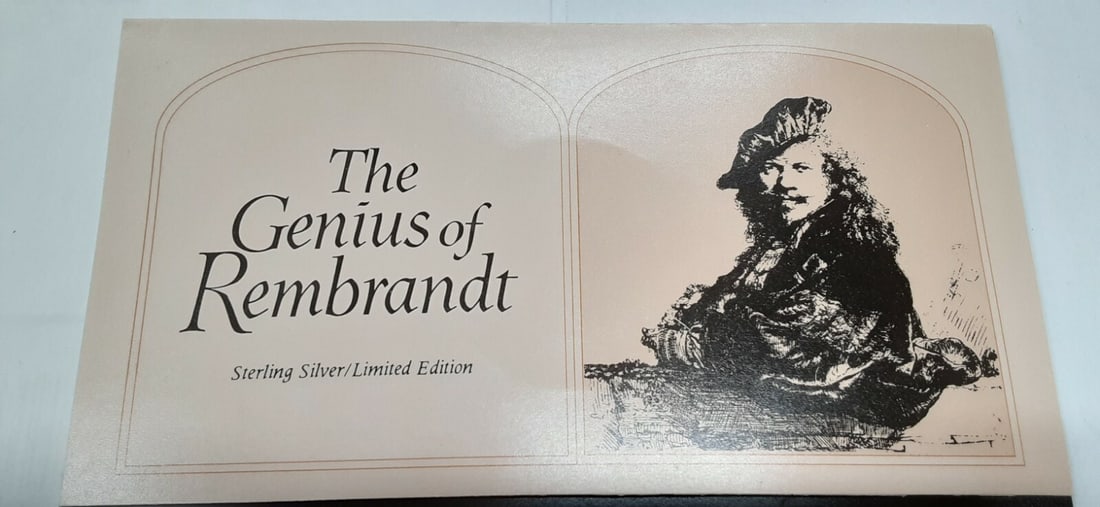 The
Genius of
Rembrandt
Sterling Silver/Limited Edition